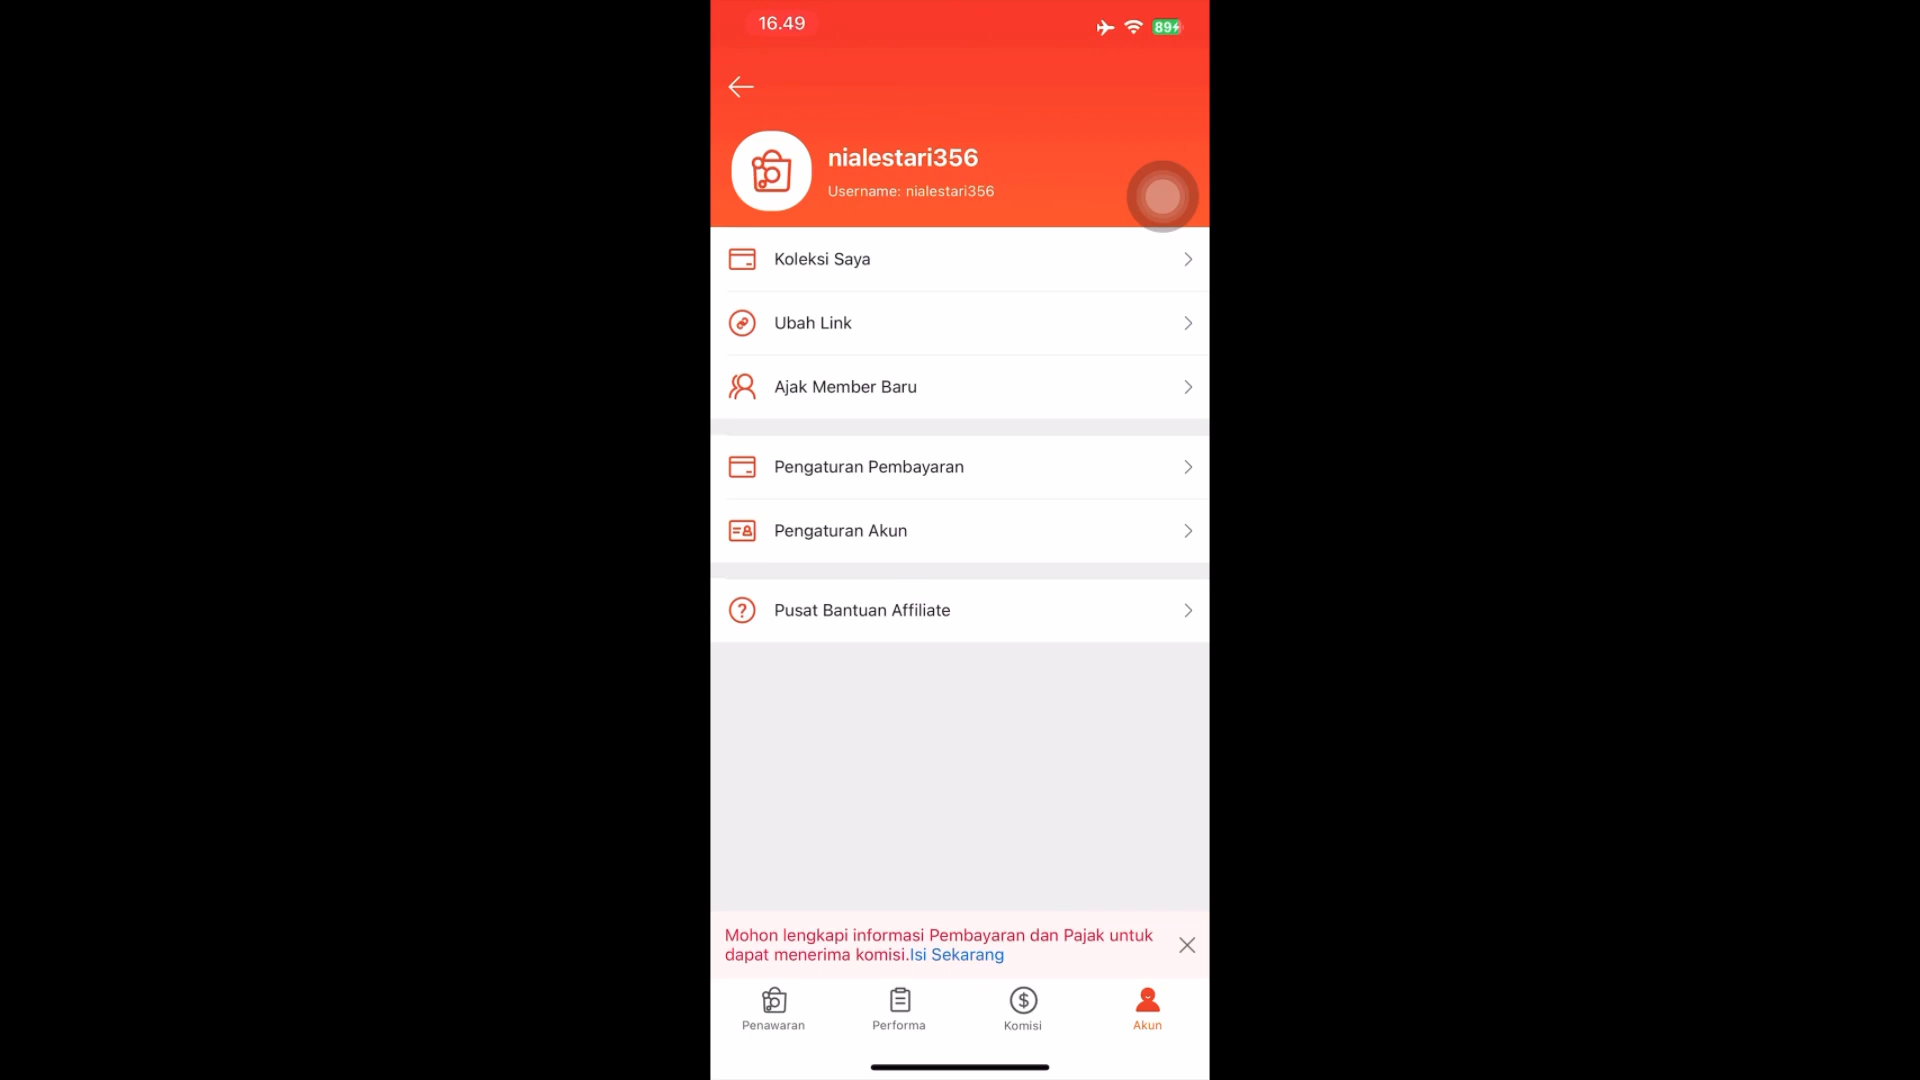 16.49
89
nialestari356
Username: nialestari356
Koleksi Saya
Ubah Link
Ajak Member Baru
Pengaturan Pembayaran
Pengaturan Akun
Pusat Bantuan Affiliate
Mohon lengkapi informasi Pembayaran dan Pajak untuk
dapat menerima komisi.Isi Sekarang
Penawaran
Performa
Komisi
Akun